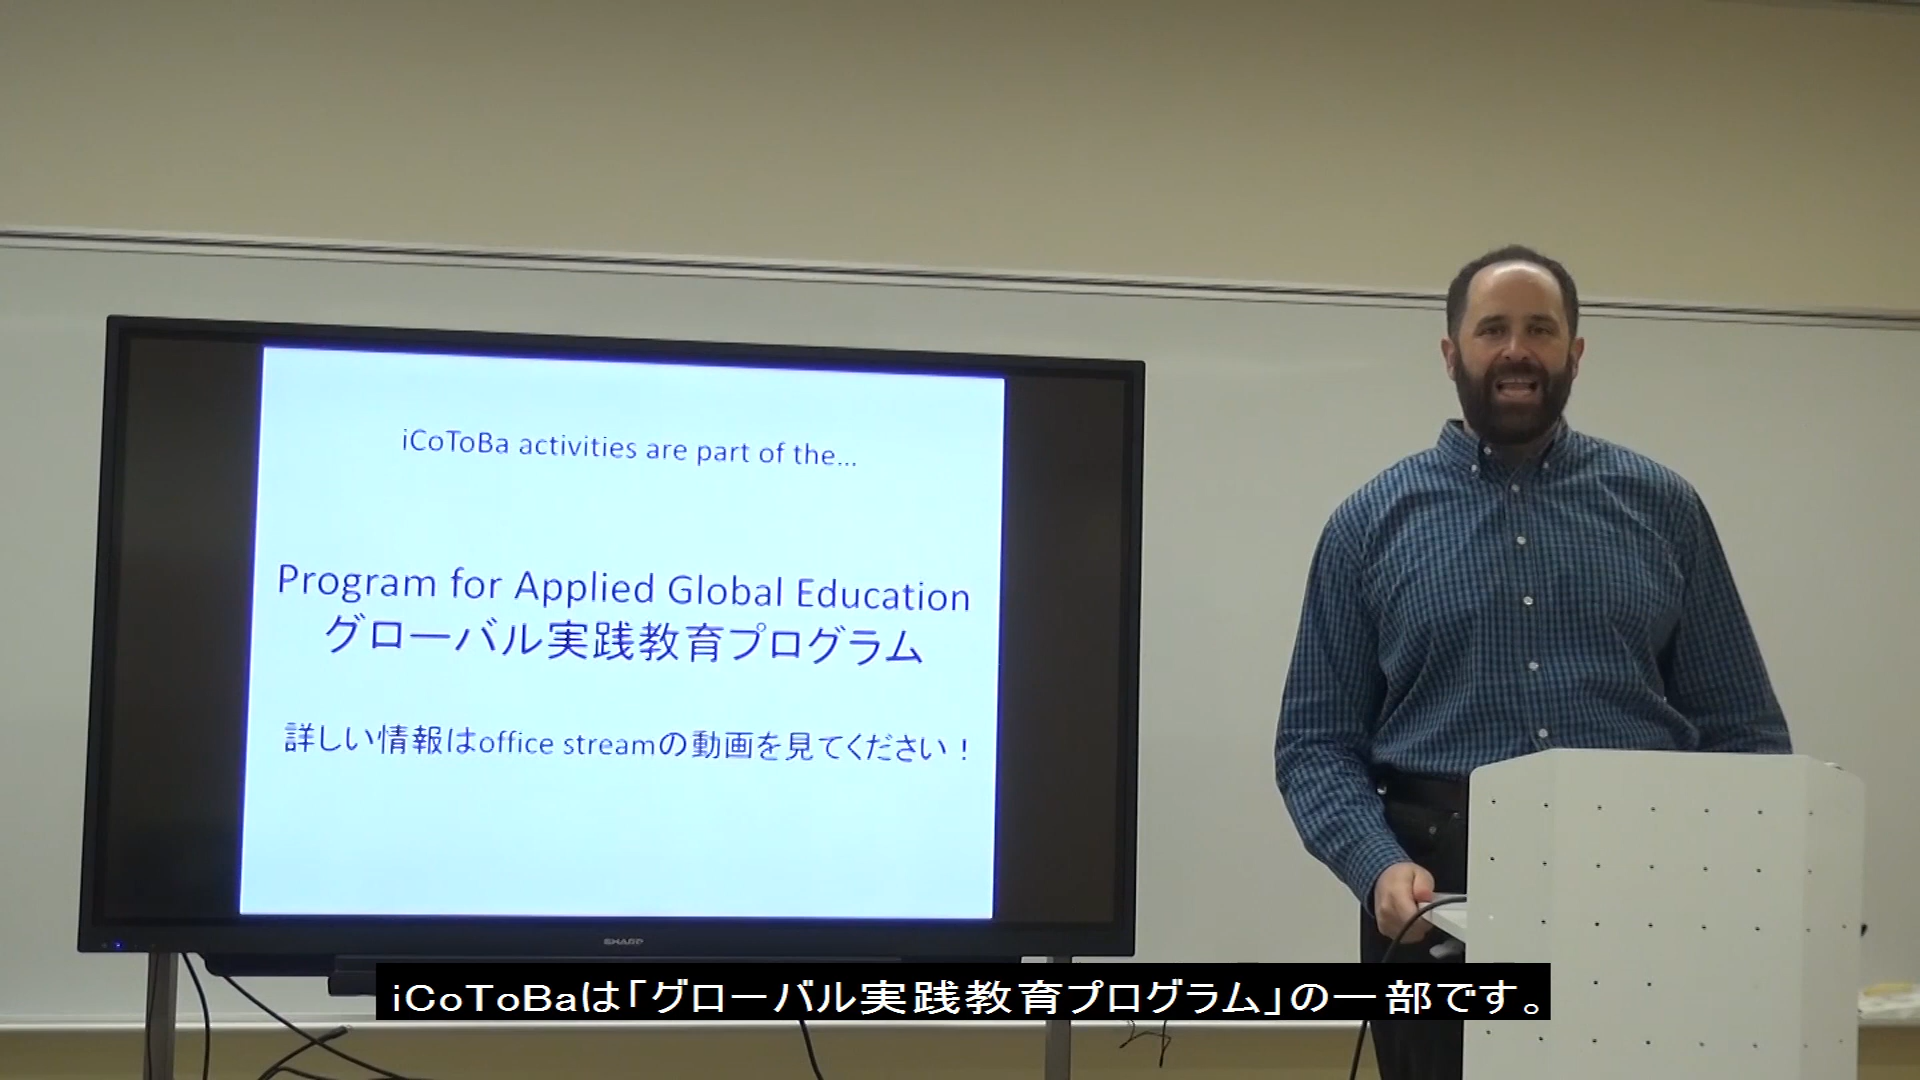 iCoToBa activities are part of the...
Program for Applied Global Education
グローバル実践教育プログラム
詳しい情報はoffice streamの動画を見てください！
SHARP
iCoToBaは「グローバル実践教育プログラム」の一部です。